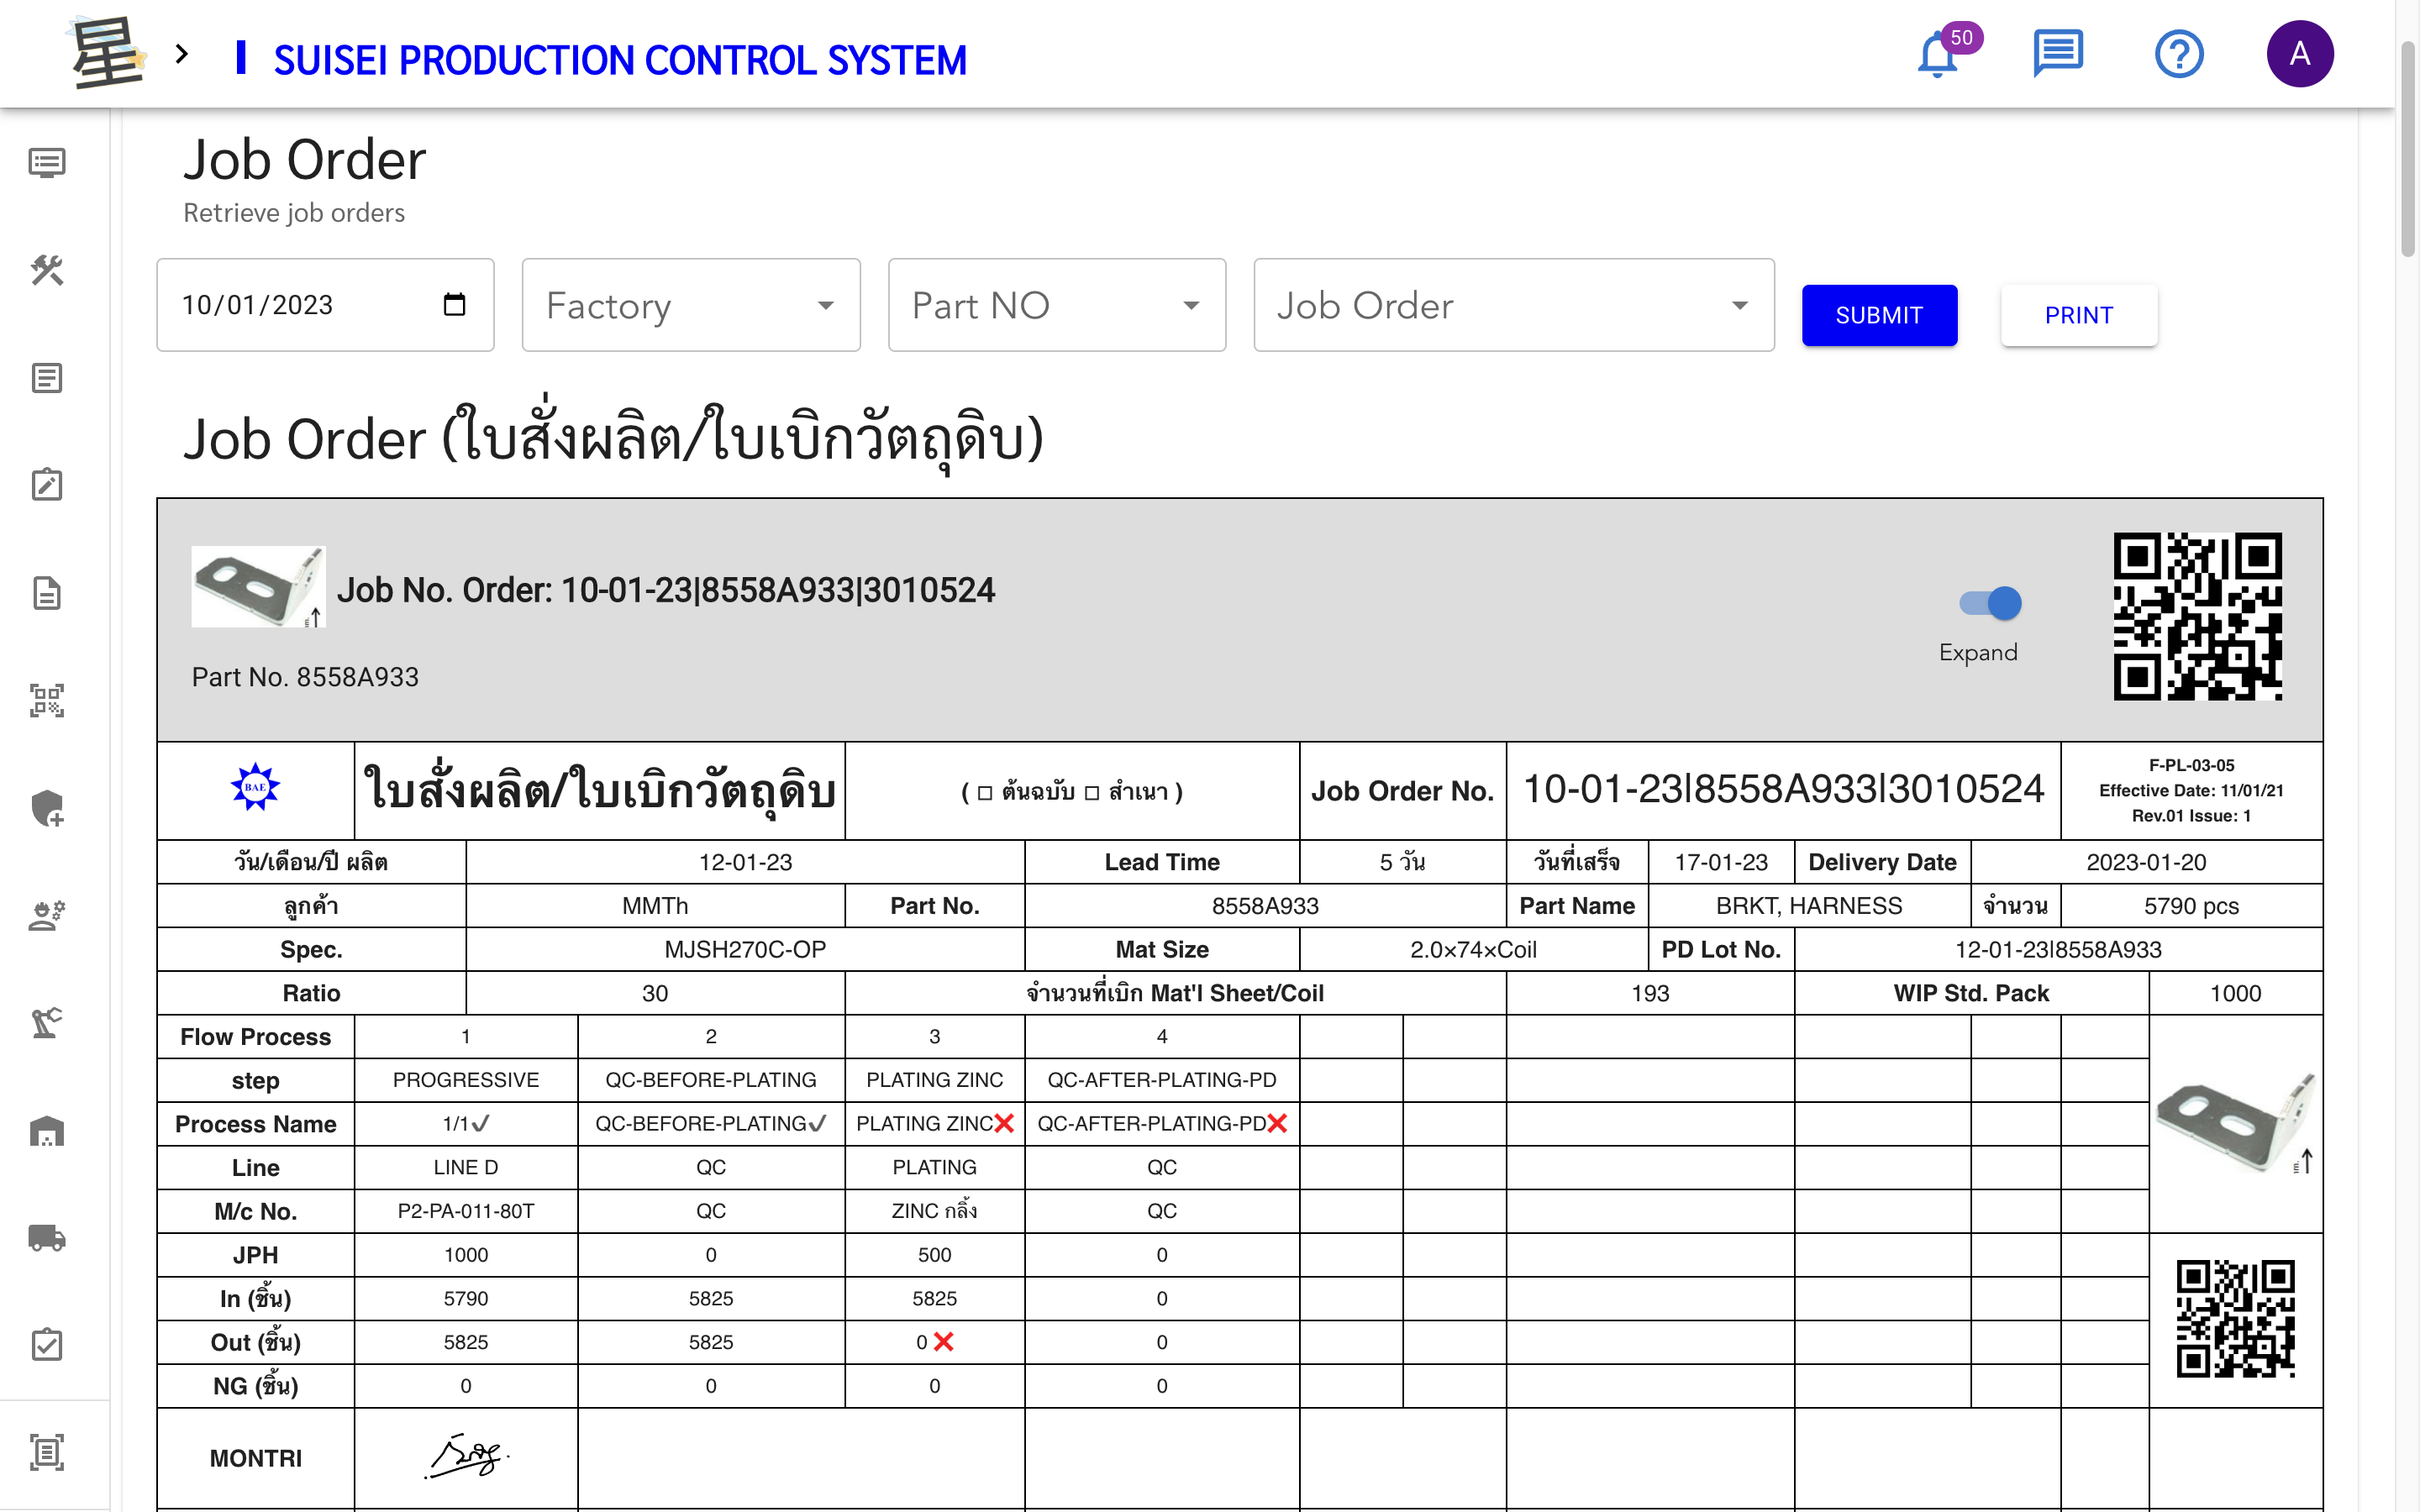 星
SUISEI PRODUCTION CONTROL SYSTEM
50
A
Job Order
Retrieve job orders
10/01/2023
Factory
Part NO
Job Order
SUBMIT
PRINT
Job Order (ใบสั่งผลิต/ใบเบิกวัตถุดิบ)
Job No. Order: 10-01-23|8558A933|3010524
Part No. 8558A933
Expand
BAE
ใบสั่งผลิต/ใบเบิกวัตถุดิบ
( □ ต้นฉบับ □ สำเนา )
Job Order No.
10-01-23|8558A933|3010524
F-PL-03-05
Effective Date: 11/01/21
Rev.01 Issue: 1
วัน/เดือน/ปี ผลิต 12-01-23 Lead Time 5 วัน วันที่เสร็จ 17-01-23 Delivery Date 2023-01-20
ลูกค้า MMTh Part No. 8558A933 Part Name BRKT, HARNESS จำนวน 5790 pcs
Spec. MJSH270C-OP Mat Size 2.0×74×Coil PD Lot No. 12-01-23|8558A933
Ratio 30 จำนวนที่เบิก Mat'l Sheet/Coil 193 WIP Std. Pack 1000
Flow Process 1 2 3 4
step PROGRESSIVE QC-BEFORE-PLATING PLATING ZINC QC-AFTER-PLATING-PD
Process Name 1/1✓ QC-BEFORE-PLATING✓ PLATING ZINC❌ QC-AFTER-PLATING-PD❌
Line LINE D QC PLATING QC
M/c No. P2-PA-011-80T QC ZINC กลิ้ง QC
JPH 1000 0 500 0
In (ชิ้น) 5790 5825 5825 0
Out (ชิ้น) 5825 5825 0 ❌ 0
NG (ชิ้น) 0 0 0 0
MONTRI